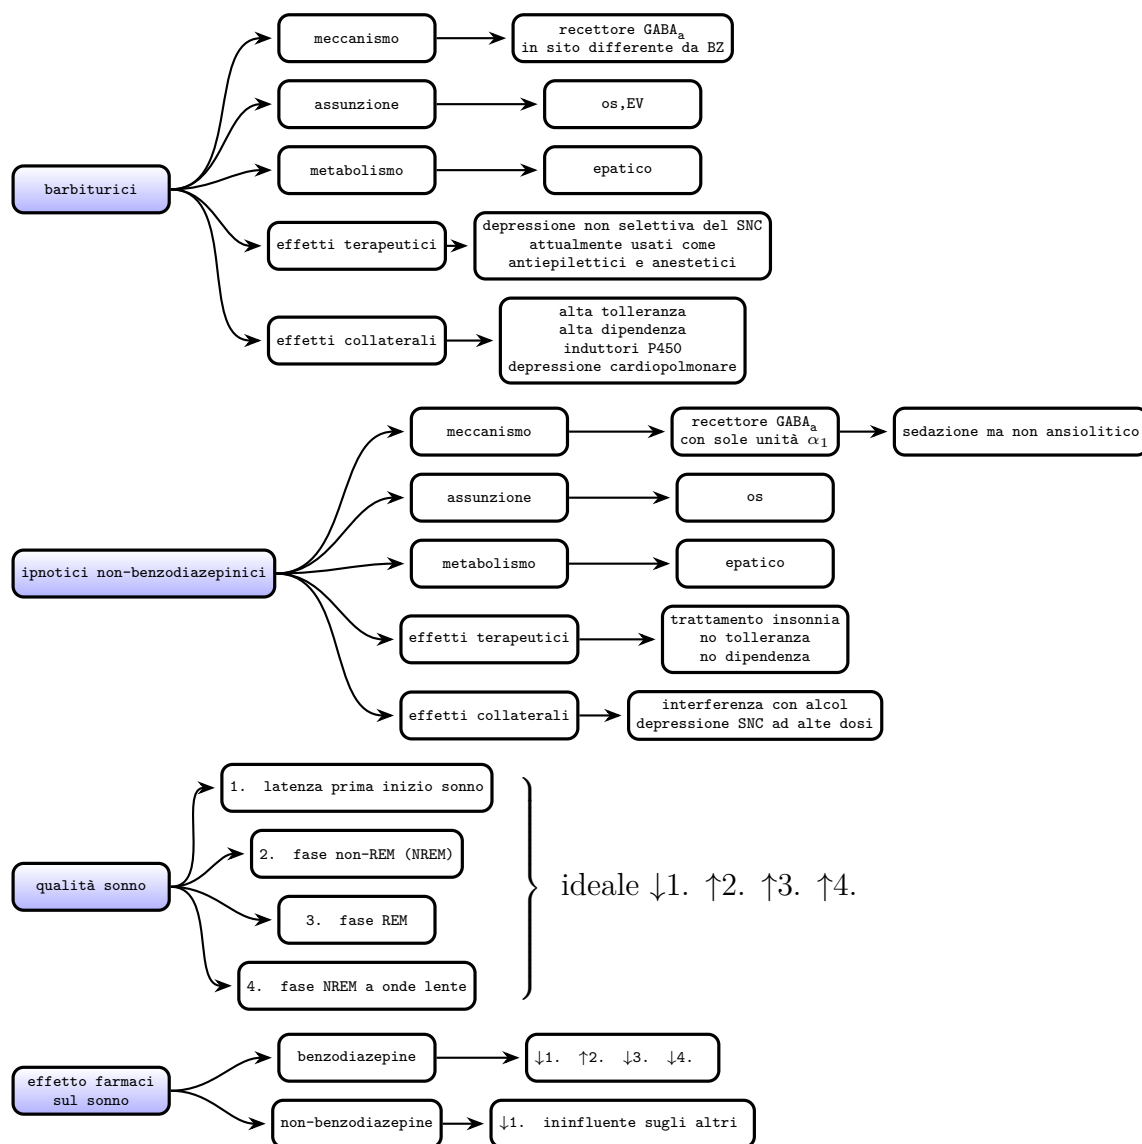 barbiturici
meccanismo
recettore GABAₐ
in sito differente da BZ
assunzione
os,EV
metabolismo
epatico
effetti terapeutici
depressione non selettiva del SNC
attualmente usati come
antiepilettici e anestetici
effetti collaterali
alta tolleranza
alta dipendenza
induttori P450
depressione cardiopolmonare
ipnotici non-benzodiazepinici
meccanismo
recettore GABAₐ
con sole unità α₁
sedazione ma non ansiolitico
assunzione
os
metabolismo
epatico
effetti terapeutici
trattamento insonnia
no tolleranza
no dipendenza
effetti collaterali
interferenza con alcol
depressione SNC ad alte dosi
qualità sonno
1. latenza prima inizio sonno
2. fase non-REM (NREM)
3. fase REM
4. fase NREM a onde lente
ideale ↓1. ↑2. ↑3. ↑4.
effetto farmaci
sul sonno
benzodiazepine
↓1. ↑2. ↓3. ↓4.
non-benzodiazepine
↓1. ininfluente sugli altri